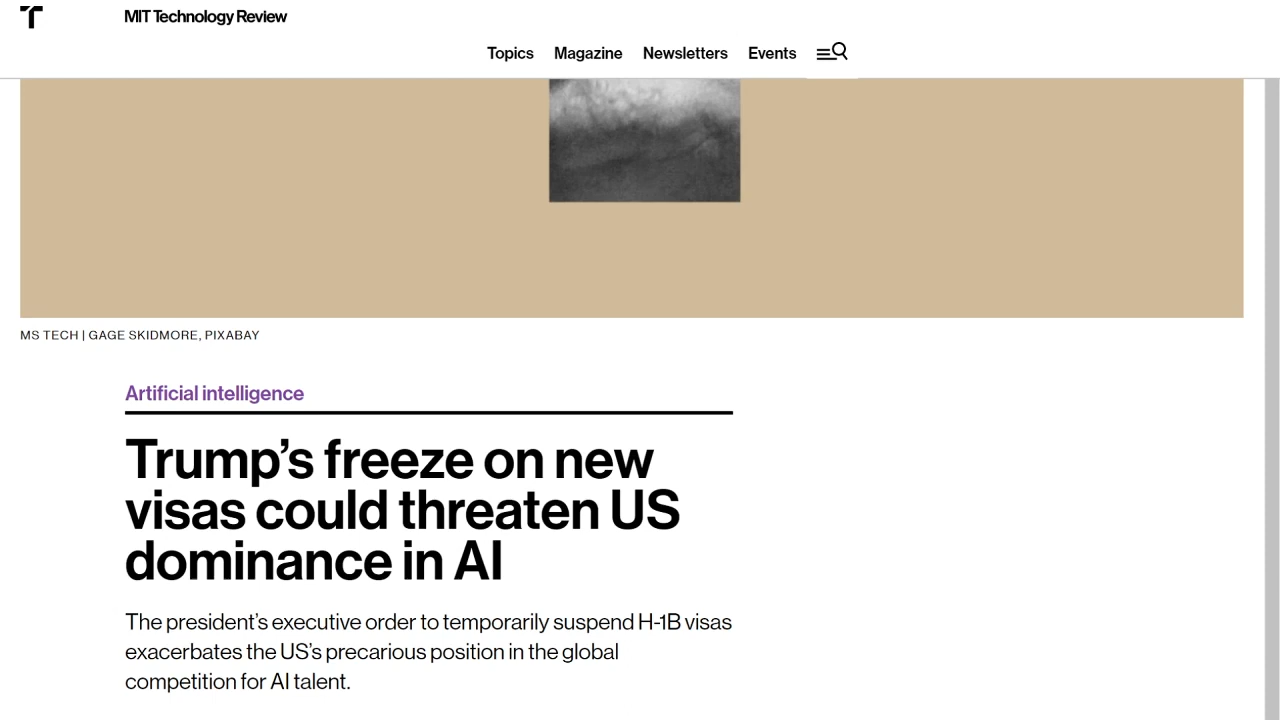 MIT Technology Review
Topics Magazine Newsletters Events
MS TECH | GAGE SKIDMORE, PIXABAY
Artificial intelligence
Trump’s freeze on new
visas could threaten US
dominance in AI
The president’s executive order to temporarily suspend H-1B visas
exacerbates the US’s precarious position in the global
competition for AI talent.